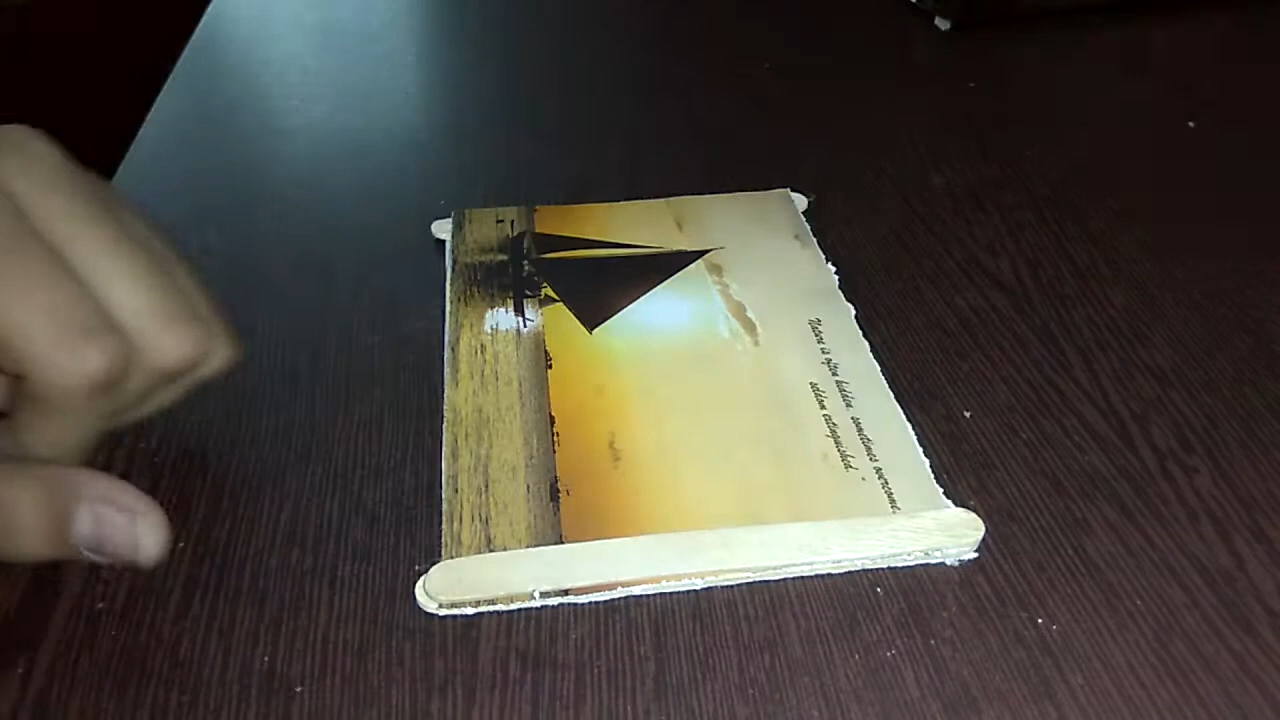 Nature is often hidden, sometimes overcome,
seldom extinguished. "